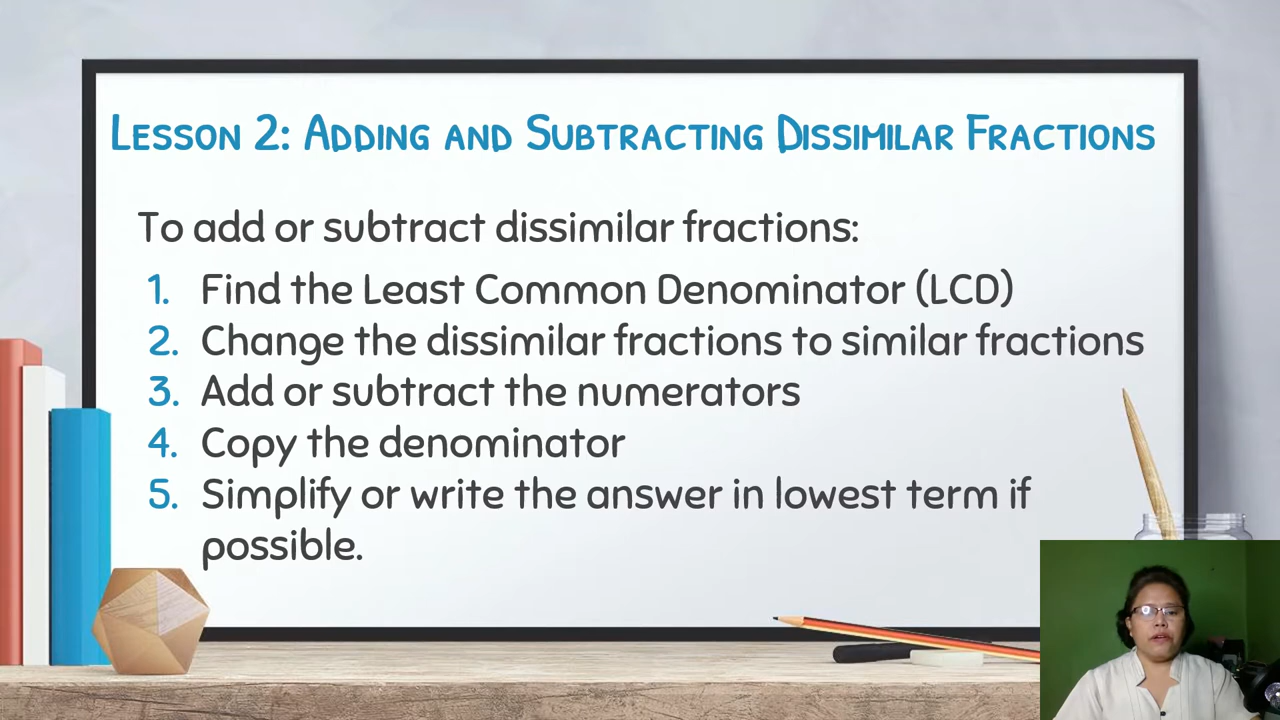 Lesson 2: Adding and Subtracting Dissimilar Fractions
To add or subtract dissimilar fractions:
1. Find the Least Common Denominator (LCD)
2. Change the dissimilar fractions to similar fractions
3. Add or subtract the numerators
4. Copy the denominator
5. Simplify or write the answer in lowest term if
possible.